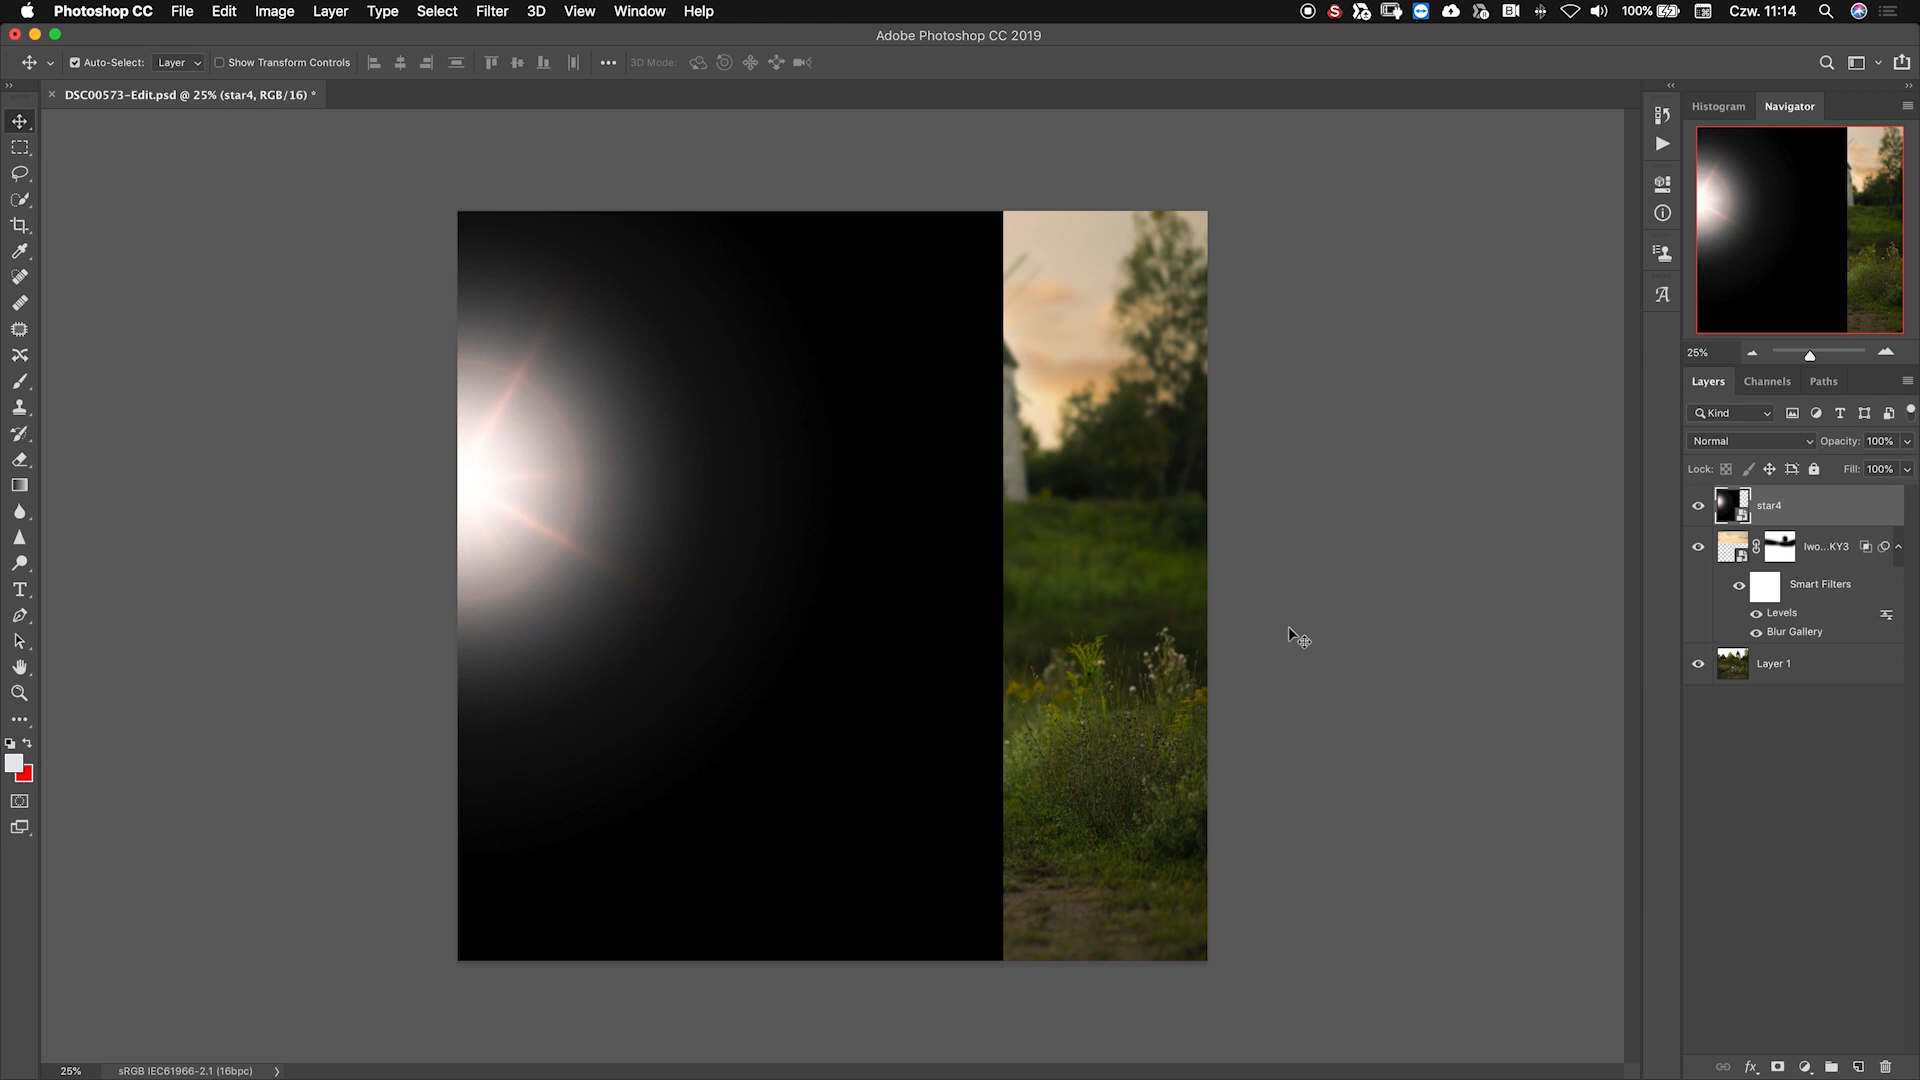 Photoshop CC File Edit Image Layer Type Select Filter 3D View Window Help 100% Czw. 11:14
Adobe Photoshop CC 2019
Auto-Select: Layer Show Transform Controls 3D Mode:
DSC00573-Edit.psd @ 25% (star4, RGB/16) *
Histogram Navigator
25%
Layers Channels Paths
Kind
Normal Opacity: 100%
Lock: Fill: 100%
star4
Iwo...KY3
Smart Filters
Levels
Blur Gallery
Layer 1
25% sRGB IEC61966-2.1 (16bpc)